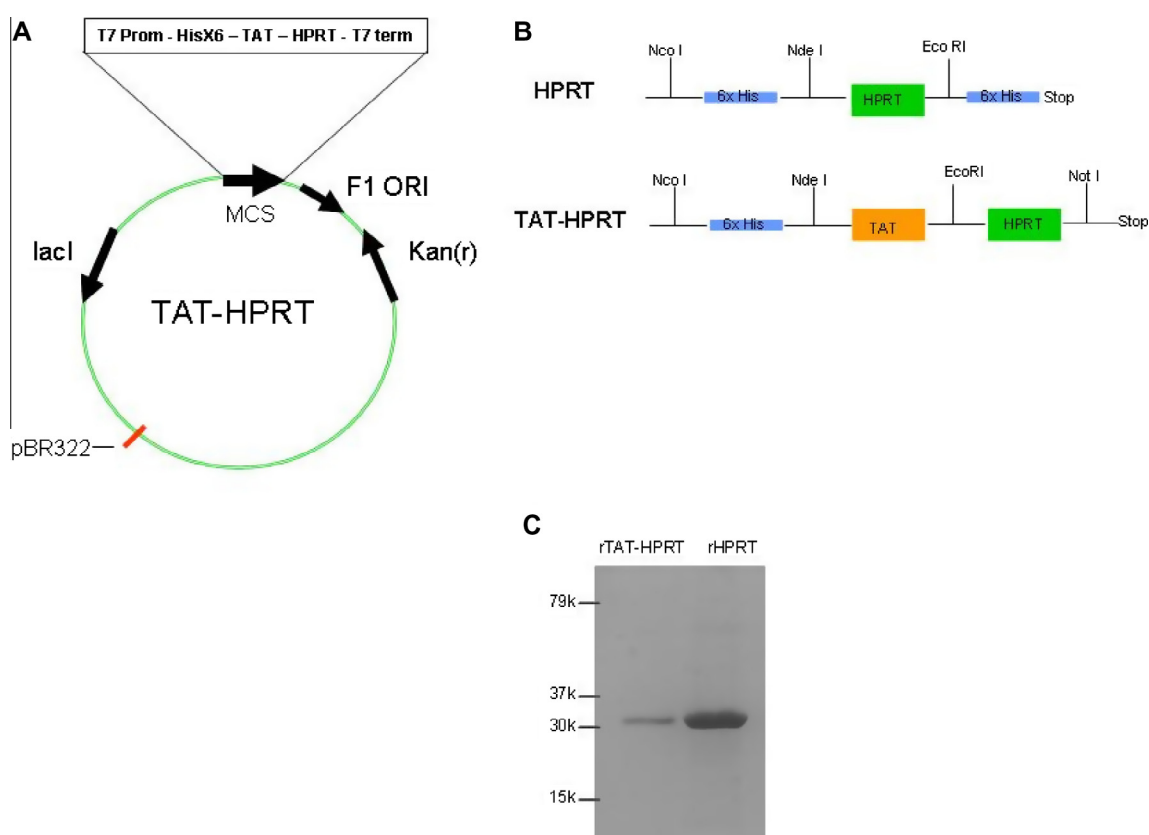 A
T7 Prom - HisX6 – TAT – HPRT - T7 term
F1 ORI
MCS
lacI
Kan(r)
TAT-HPRT
pBR322
B
Nco I
Nde I
Eco RI
HPRT
6x His
HPRT
6x His
Stop
Nco I
Nde I
EcoRI
Not I
TAT-HPRT
6x His
TAT
HPRT
Stop
C
rTAT-HPRT
rHPRT
79k
37k
30k
15k